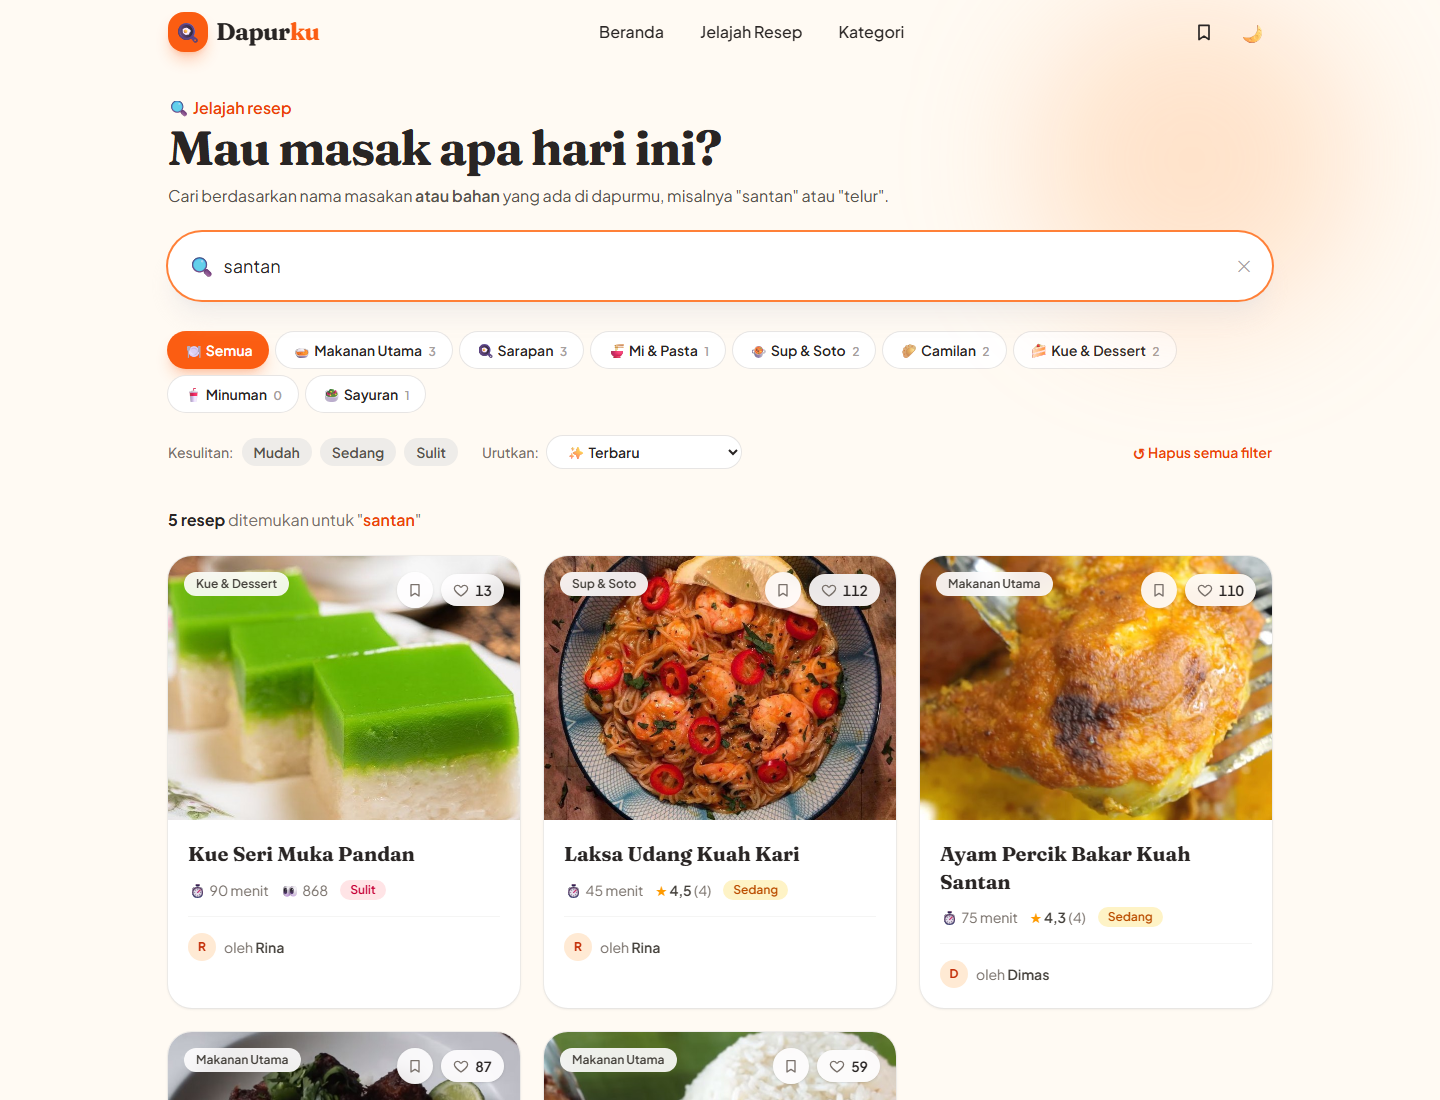 Dapurku
Beranda
Jelajah Resep
Kategori
Jelajah resep
Mau masak apa hari ini?
Cari berdasarkan nama masakan atau bahan yang ada di dapurmu, misalnya "santan" atau "telur".
santan
Semua
Makanan Utama 3
Sarapan 3
Mi & Pasta 1
Sup & Soto 2
Camilan 2
Kue & Dessert 2
Minuman 0
Sayuran 1
Kesulitan: Mudah Sedang Sulit
Urutkan: Terbaru
Hapus semua filter
5 resep ditemukan untuk "santan"
Kue & Dessert
13
Kue Seri Muka Pandan
90 menit 868 Sulit
R oleh Rina
Sup & Soto
112
Laksa Udang Kuah Kari
45 menit ★ 4,5 (4) Sedang
R oleh Rina
Makanan Utama
110
Ayam Percik Bakar Kuah
Santan
75 menit ★ 4,3 (4) Sedang
D oleh Dimas
Makanan Utama
87
Makanan Utama
59